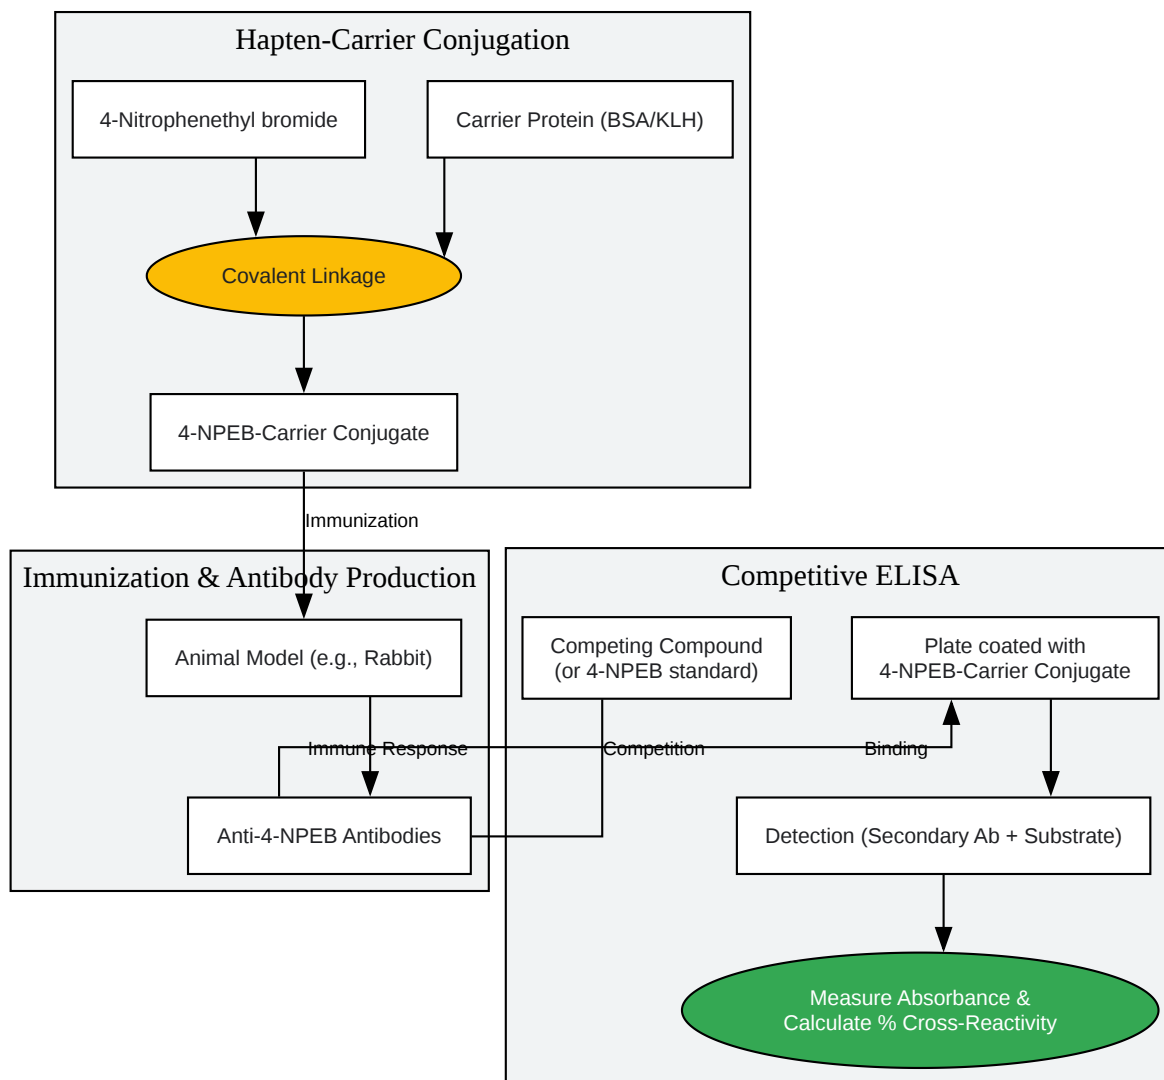 Hapten-Carrier Conjugation
4-Nitrophenethyl bromide
Carrier Protein (BSA/KLH)
Covalent Linkage
4-NPEB-Carrier Conjugate
Immunization
Immunization & Antibody Production
Animal Model (e.g., Rabbit)
Immune Response
Anti-4-NPEB Antibodies
Competitive ELISA
Competing Compound
(or 4-NPEB standard)
Plate coated with
4-NPEB-Carrier Conjugate
Competition
Binding
Detection (Secondary Ab + Substrate)
Measure Absorbance &
Calculate % Cross-Reactivity